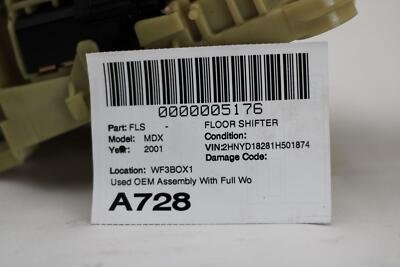 0000005176
Part: FLS - FLOOR SHIFTER
Model: MDX Condition:
Year: 2001 VIN:2HNYD18281H501874
Damage Code:
Location: WF3BOX1
Used OEM Assembly With Full Wo
A728